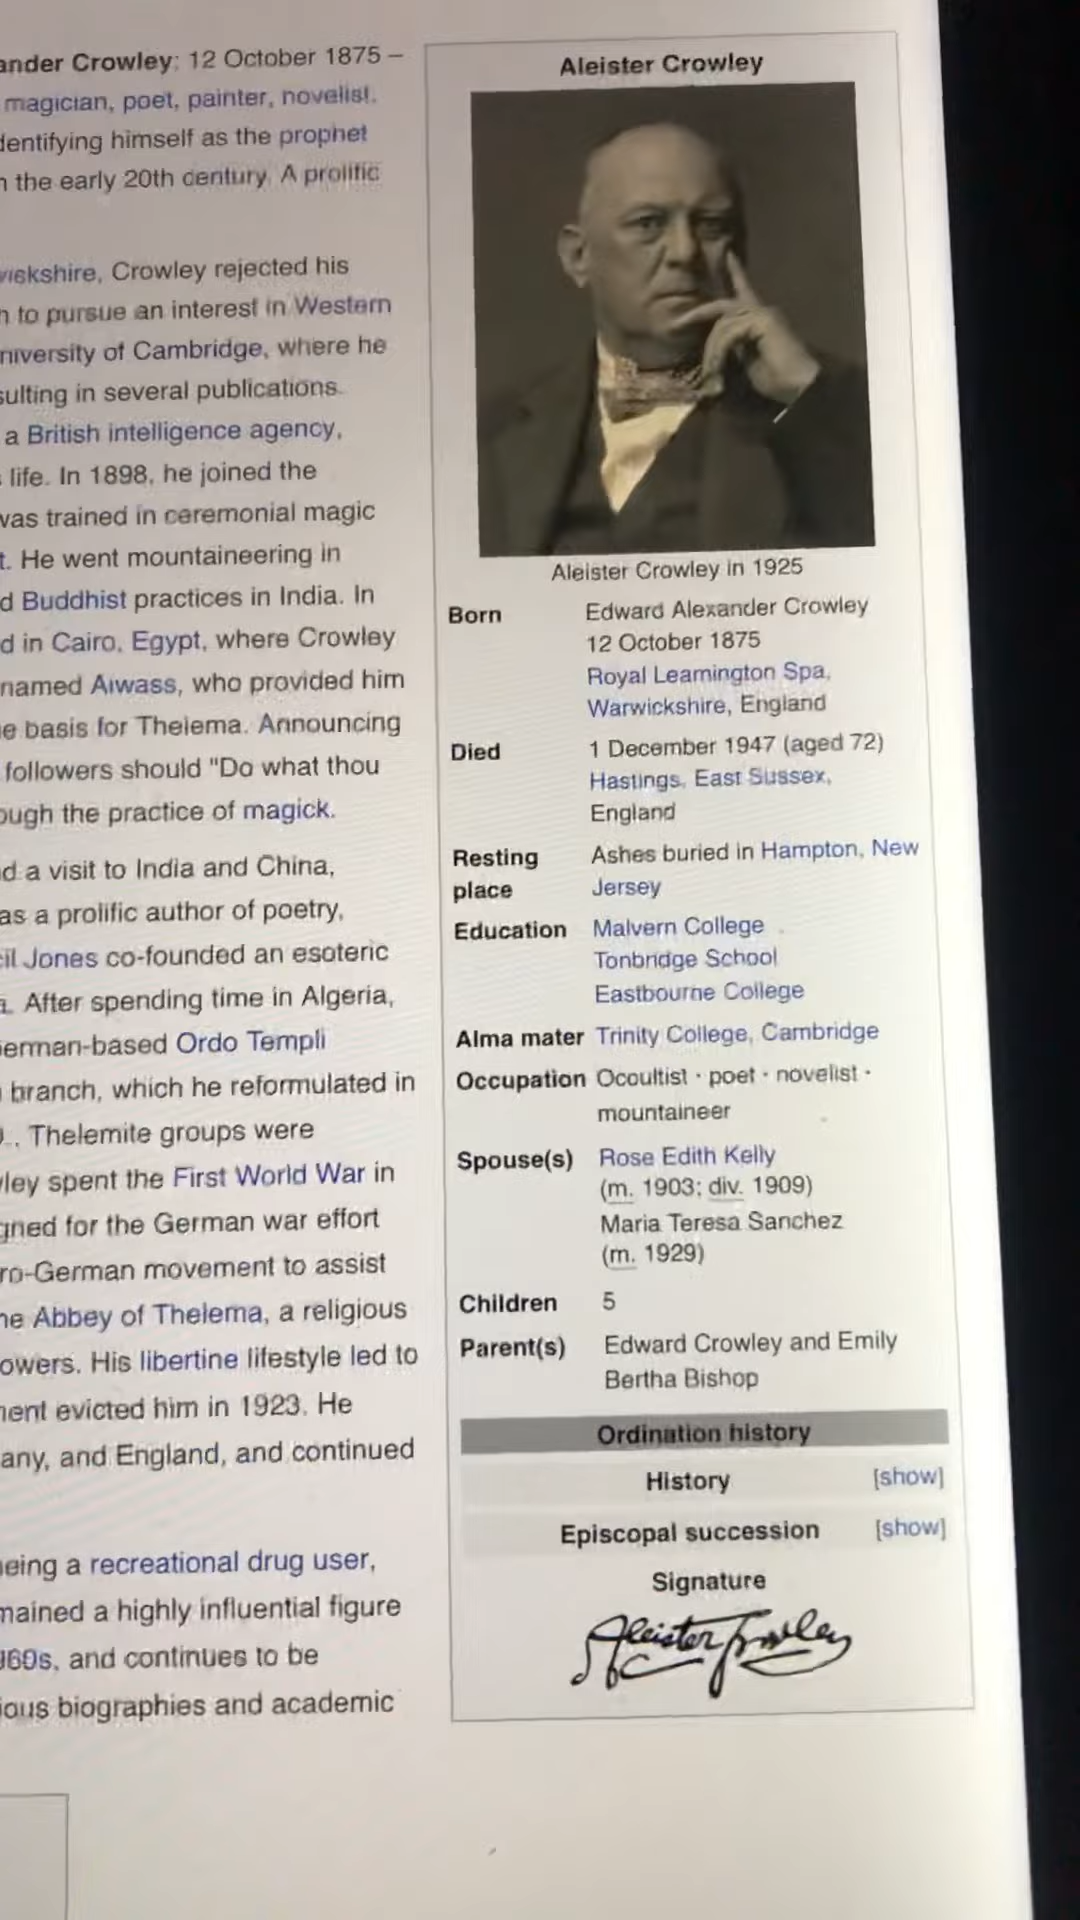 ander Crowley; 12 October 1875 –
magician, poet, painter, novelist,
dentifying himself as the prophet
n the early 20th century. A prolific
wickshire, Crowley rejected his
h to pursue an interest in Western
niversity of Cambridge, where he
sulting in several publications.
a British intelligence agency,
s life. In 1898, he joined the
was trained in ceremonial magic
t. He went mountaineering in
d Buddhist practices in India. In
d in Cairo, Egypt, where Crowley
named Aiwass, who provided him
e basis for Thelema. Announcing
followers should "Do what thou
ough the practice of magick.
d a visit to India and China,
as a prolific author of poetry,
cil Jones co-founded an esoteric
a. After spending time in Algeria,
German-based Ordo Templi
branch, which he reformulated in
., Thelemite groups were
ley spent the First World War in
gned for the German war effort
ro-German movement to assist
he Abbey of Thelema, a religious
owers. His libertine lifestyle led to
ment evicted him in 1923. He
any, and England, and continued
being a recreational drug user,
mained a highly influential figure
960s, and continues to be
ious biographies and academic
Aleister Crowley
Aleister Crowley in 1925
Born Edward Alexander Crowley
12 October 1875
Royal Leamington Spa,
Warwickshire, England
Died 1 December 1947 (aged 72)
Hastings, East Sussex,
England
Resting Ashes buried in Hampton, New
place Jersey
Education Malvern College
Tonbridge School
Eastbourne College
Alma mater Trinity College, Cambridge
Occupation Occultist · poet · novelist ·
mountaineer
Spouse(s) Rose Edith Kelly
(m. 1903; div. 1909)
Maria Teresa Sanchez
(m. 1929)
Children 5
Parent(s) Edward Crowley and Emily
Bertha Bishop
Ordination history
History [show]
Episcopal succession [show]
Signature
Aleister Crowley